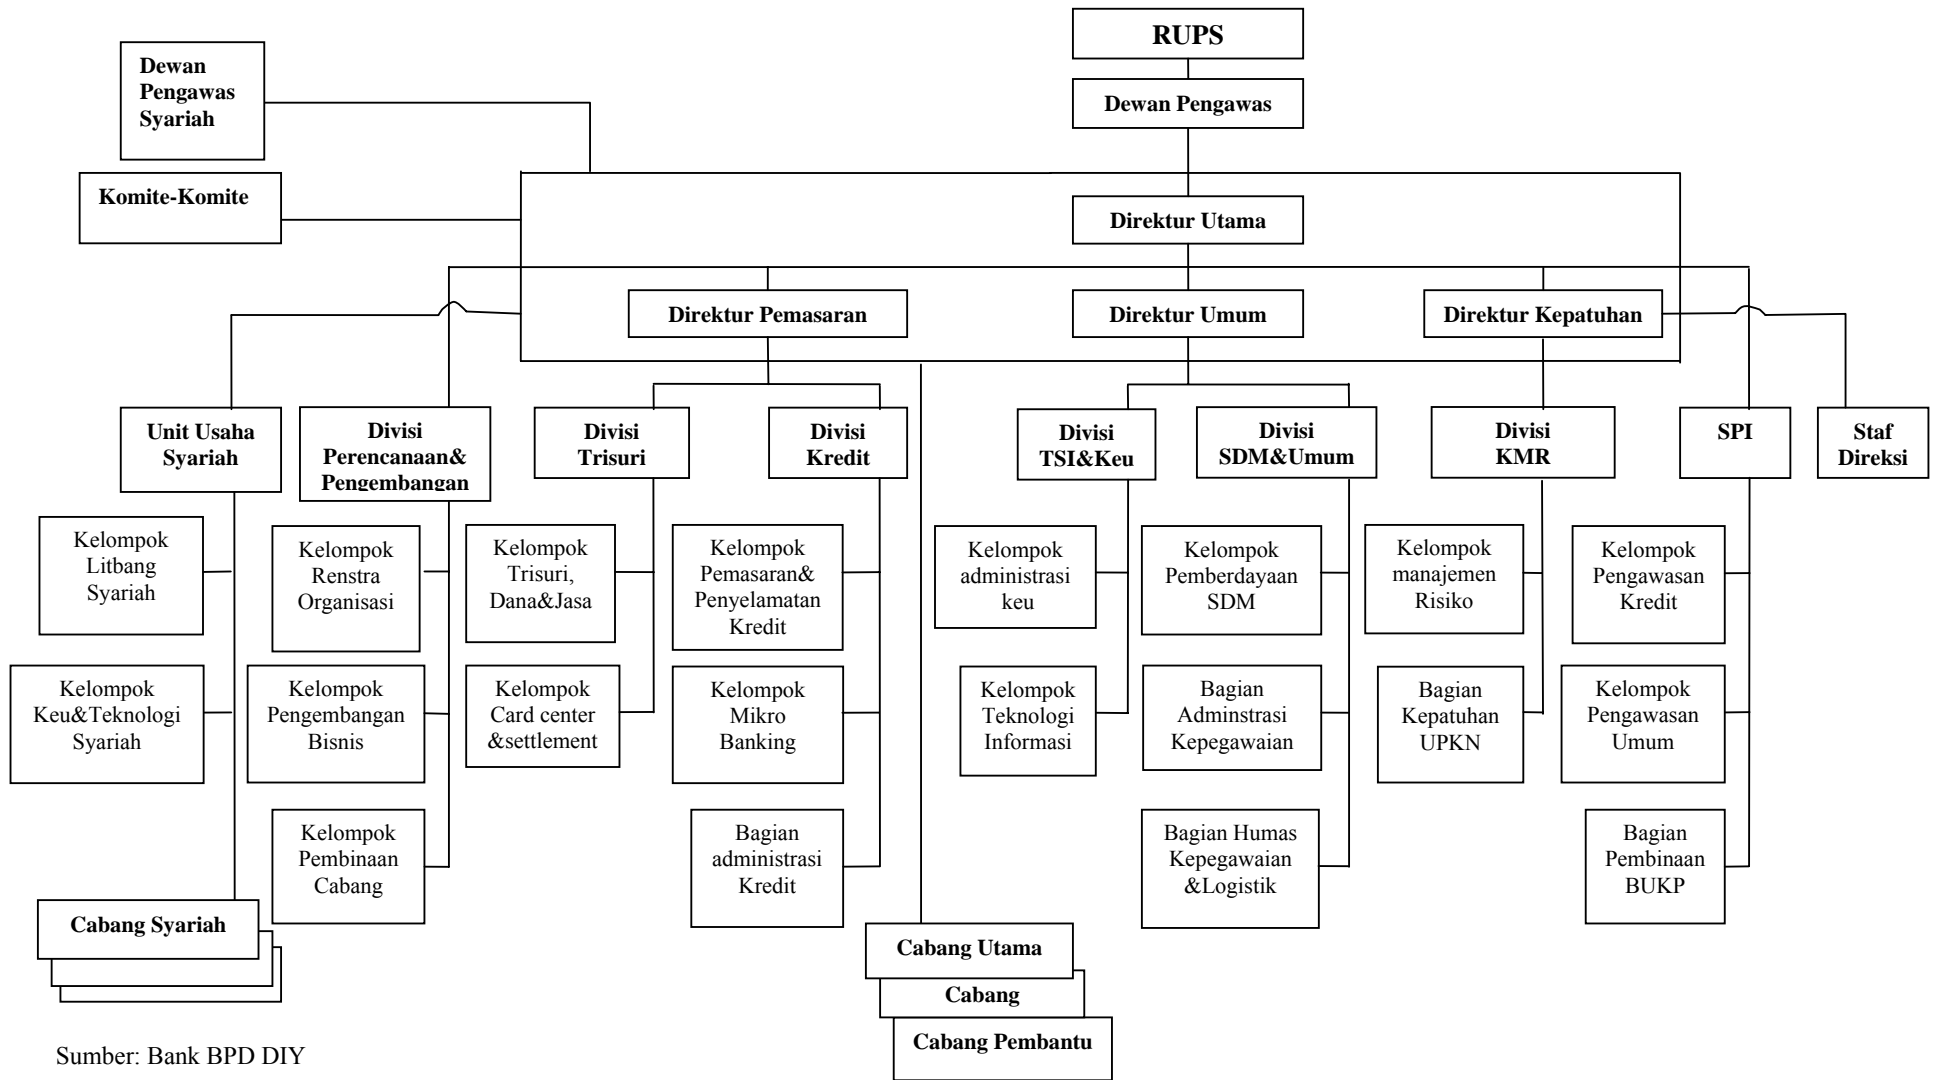 RUPS
Dewan
Pengawas
Syariah
Dewan Pengawas
Komite-Komite
Direktur Utama
Direktur Pemasaran
Direktur Umum
Direktur Kepatuhan
Unit Usaha
Syariah
Divisi
Perencanaan&
Pengembangan
Divisi
Trisuri
Divisi
Kredit
Divisi
TSI&Keu
Divisi
SDM&Umum
Divisi
KMR
SPI
Staf
Direksi
Kelompok
Litbang
Syariah
Kelompok
Renstra
Organisasi
Kelompok
Trisuri,
Dana&Jasa
Kelompok
Pemasaran&
Penyelamatan
Kredit
Kelompok
administrasi
keu
Kelompok
Pemberdayaan
SDM
Kelompok
manajemen
Risiko
Kelompok
Pengawasan
Kredit
Kelompok
Keu&Teknologi
Syariah
Kelompok
Pengembangan
Bisnis
Kelompok
Card center
&settlement
Kelompok
Mikro
Banking
Kelompok
Teknologi
Informasi
Bagian
Adminstrasi
Kepegawaian
Bagian
Kepatuhan
UPKN
Kelompok
Pengawasan
Umum
Kelompok
Pembinaan
Cabang
Bagian
administrasi
Kredit
Bagian Humas
Kepegawaian
&Logistik
Bagian
Pembinaan
BUKP
Cabang Syariah
Cabang Utama
Cabang
Cabang Pembantu
Sumber: Bank BPD DIY